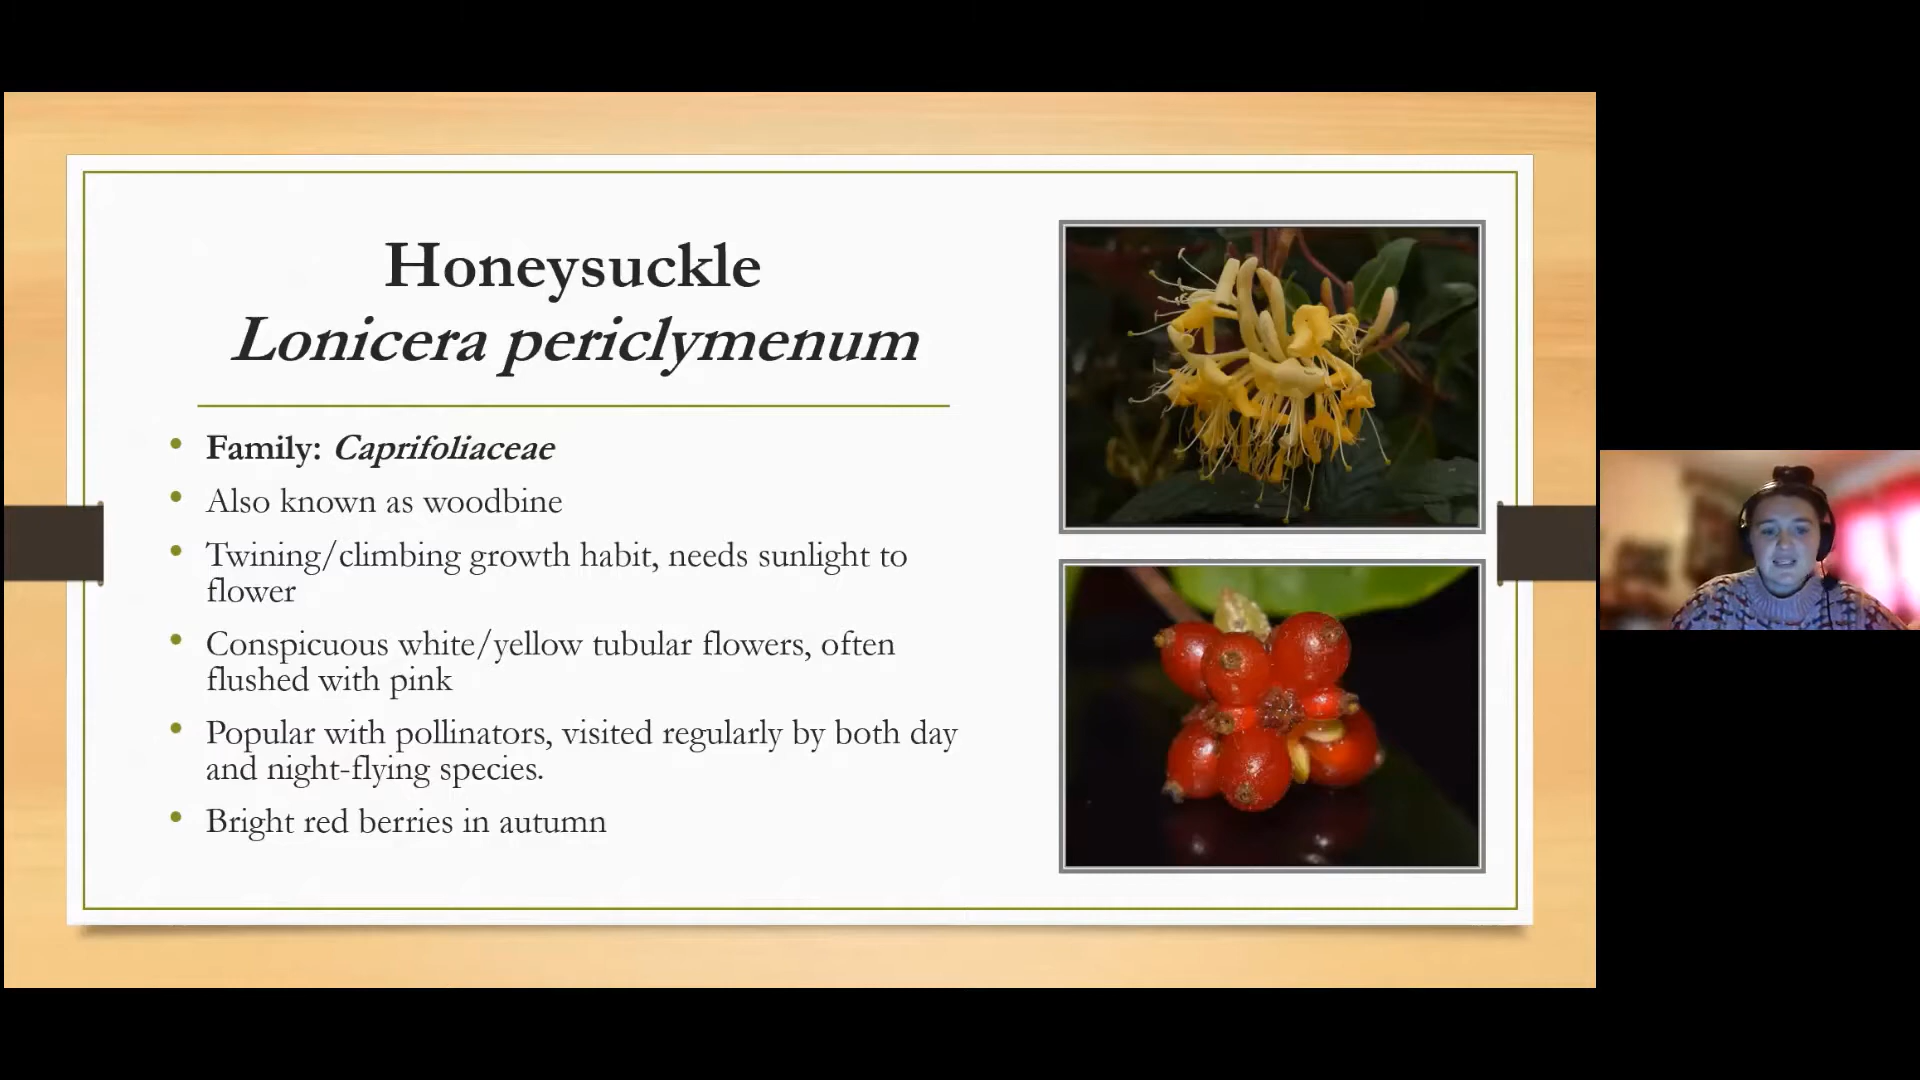 Honeysuckle
Lonicera periclymenum
• Family: Caprifoliaceae
• Also known as woodbine
• Twining/climbing growth habit, needs sunlight to
flower
• Conspicuous white/yellow tubular flowers, often
flushed with pink
• Popular with pollinators, visited regularly by both day
and night-flying species.
• Bright red berries in autumn